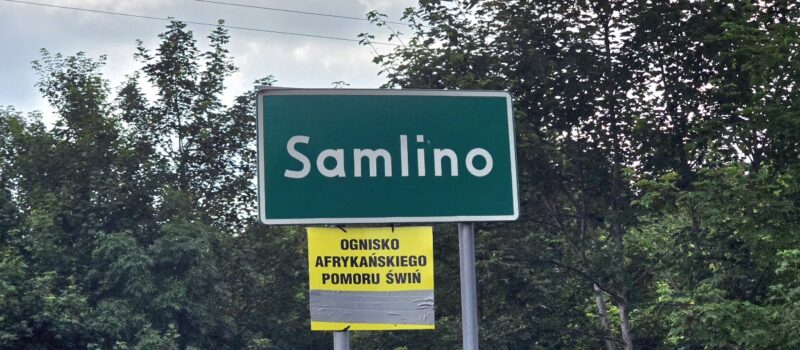 Samlino
OGNISKO
AFRYKAŃSKIEGO
POMORU ŚWIŃ